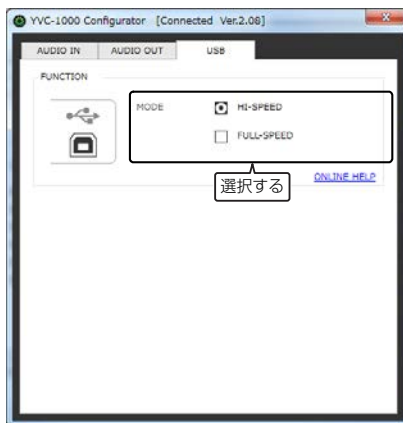 YVC-1000 Configurator [Connected Ver.2.08]
AUDIO IN AUDIO OUT USB
FUNCTION
MODE HI-SPEED
FULL-SPEED
選択する
ONLINE HELP